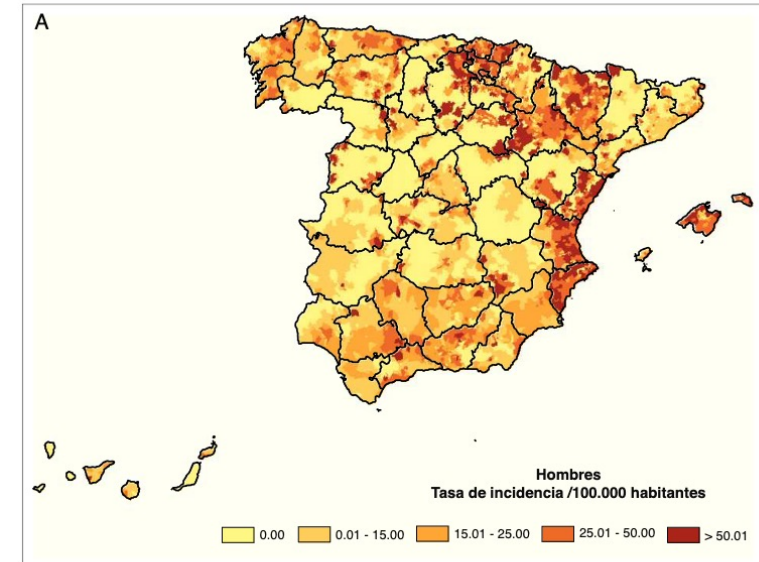 A
Hombres
Tasa de incidencia /100.000 habitantes
0.00 0.01 - 15.00 15.01 - 25.00 25.01 - 50.00 > 50.01